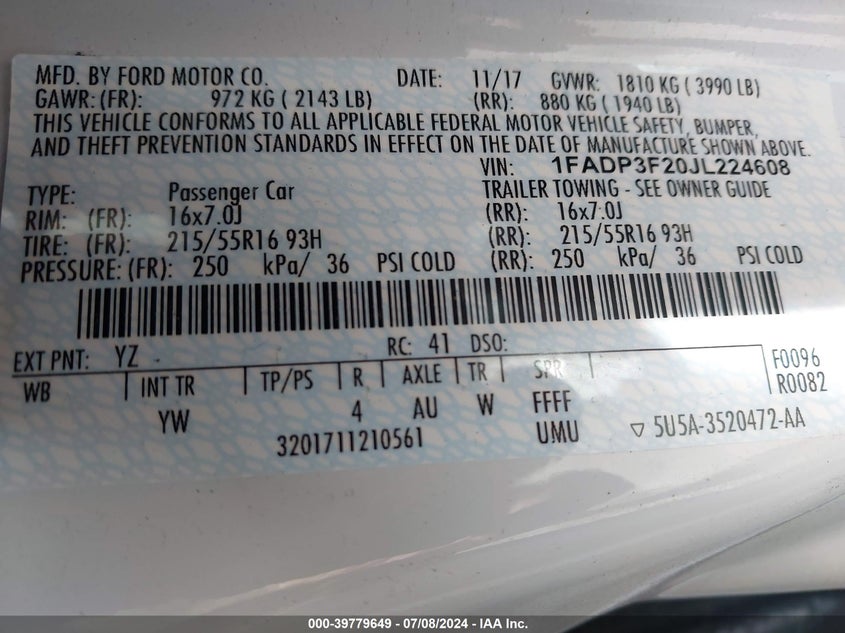 MFD. BY FORD MOTOR CO. DATE: 11/17 GVWR: 1810 KG ( 3990 LB)
GAWR: (FR): 972 KG ( 2143 LB) (RR): 880 KG ( 1940 LB)
THIS VEHICLE CONFORMS TO ALL APPLICABLE FEDERAL MOTOR VEHICLE SAFETY, BUMPER,
AND THEFT PREVENTION STANDARDS IN EFFECT ON THE DATE OF MANUFACTURE SHOWN ABOVE.
VIN: 1FADP3F20JL224608
TYPE: Passenger Car TRAILER TOWING - SEE OWNER GUIDE
RIM: (FR): 16x7.0J (RR): 16x7.0J
TIRE: (FR): 215/55R16 93H (RR): 215/55R16 93H
PRESSURE: (FR): 250 kPa/ 36 PSI COLD (RR): 250 kPa/ 36 PSI COLD
EXT PNT: YZ RC: 41 DSO: F0096
WB INT TR TP/PS R AXLE TR SPR R0082
YW 4 AU W FFFF
3201711210561 UMU ▽ 5U5A-3520472-AA
000-39779649 - 07/08/2024 - IAA Inc.